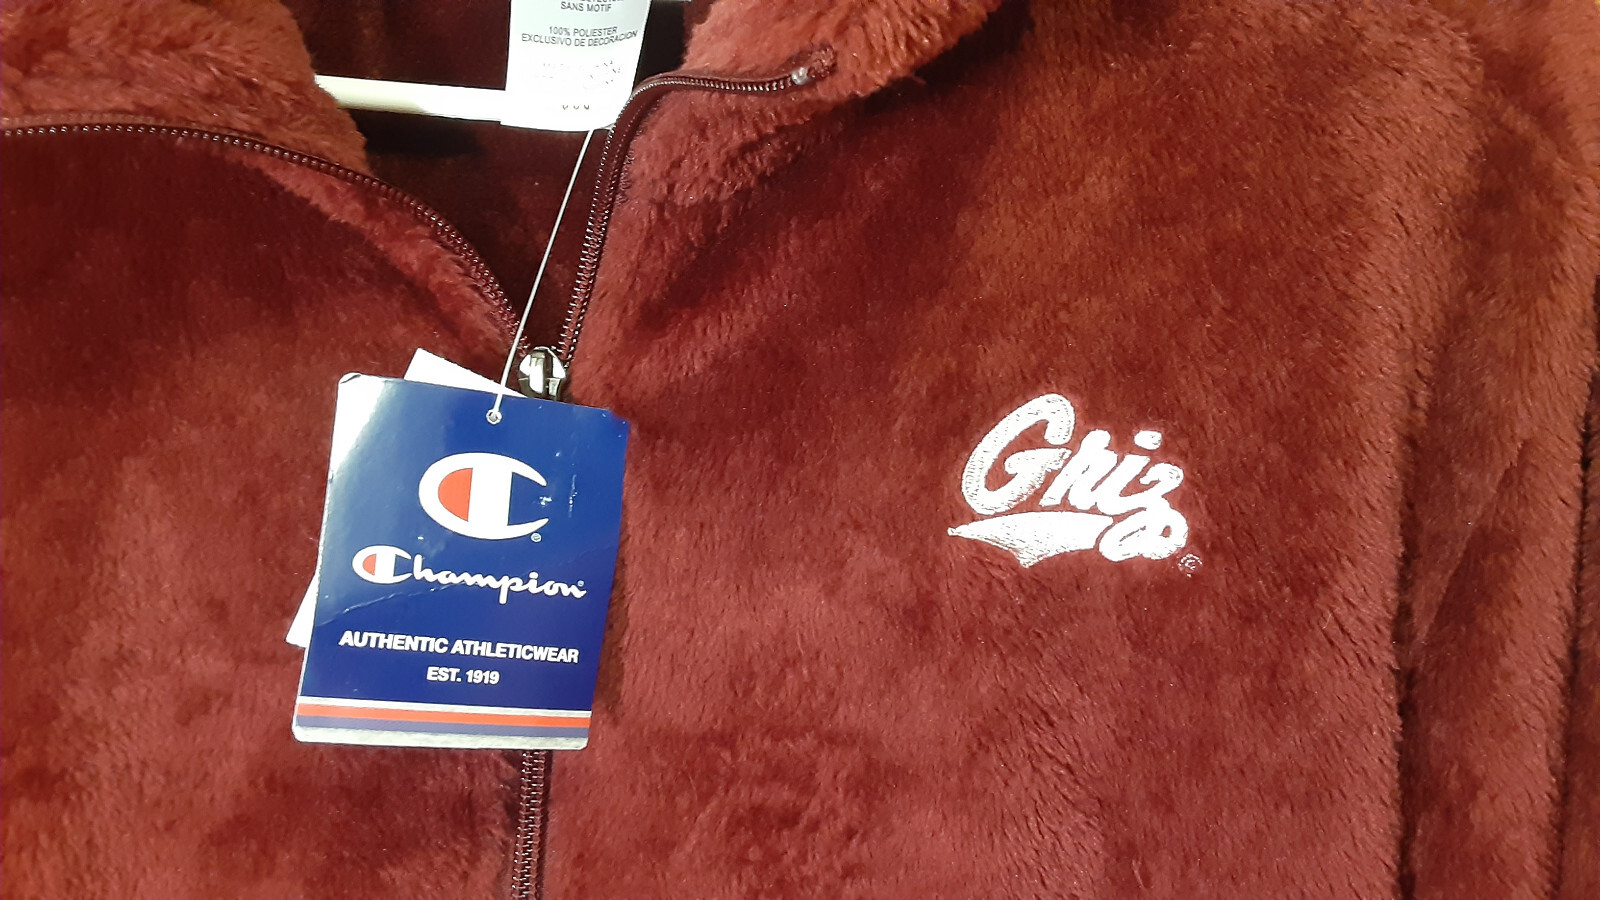 SANS MOTIF
100% POLIESTER
EXCLUSIVO DE DECORACION
Champion®
AUTHENTIC ATHLETICWEAR
EST. 1919
Griz